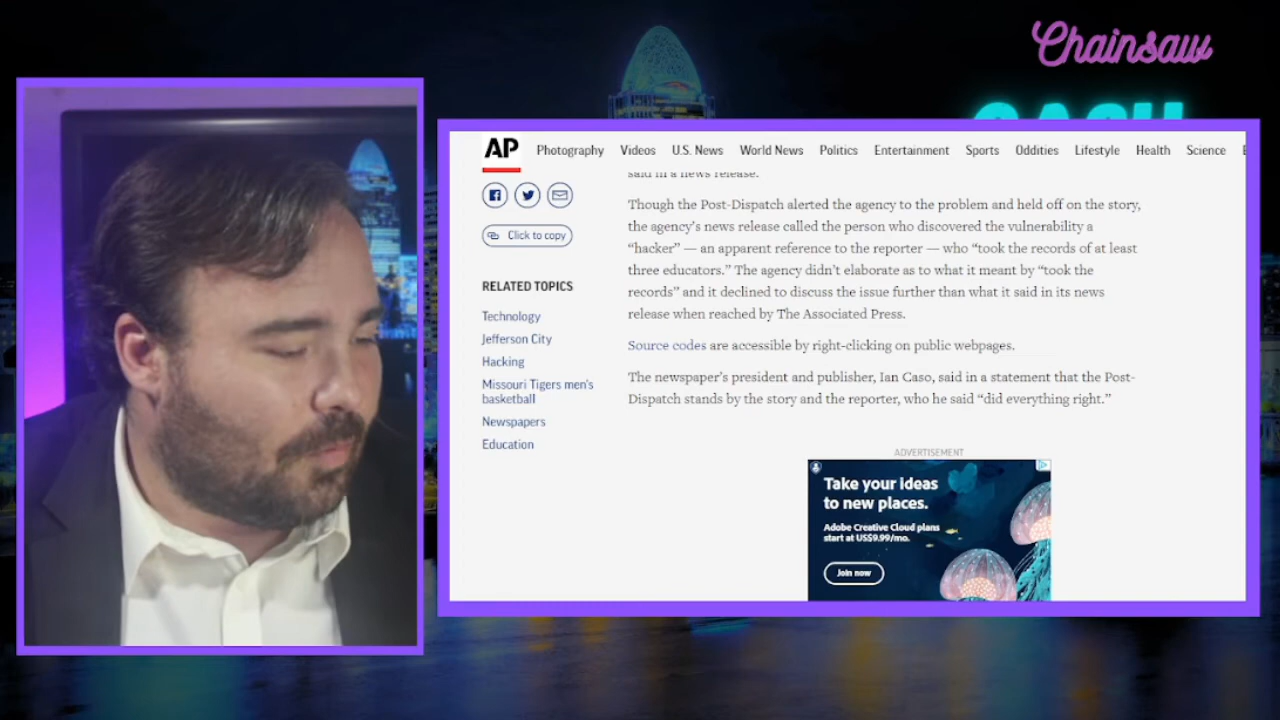 Chainsaw
CASH
AP
Photography Videos U.S. News World News Politics Entertainment Sports Oddities Lifestyle Health Science
said in a news release.
Though the Post-Dispatch alerted the agency to the problem and held off on the story,
the agency's news release called the person who discovered the vulnerability a
“hacker” — an apparent reference to the reporter — who “took the records of at least
three educators.” The agency didn't elaborate as to what it meant by “took the
records” and it declined to discuss the issue further than what it said in its news
release when reached by The Associated Press.
Source codes are accessible by right-clicking on public webpages.
The newspaper's president and publisher, Ian Caso, said in a statement that the Post-
Dispatch stands by the story and the reporter, who he said “did everything right.”
Click to copy
RELATED TOPICS
Technology
Jefferson City
Hacking
Missouri Tigers men's
basketball
Newspapers
Education
ADVERTISEMENT
Take your ideas
to new places.
Adobe Creative Cloud plans
start at US$9.99/mo.
Join now